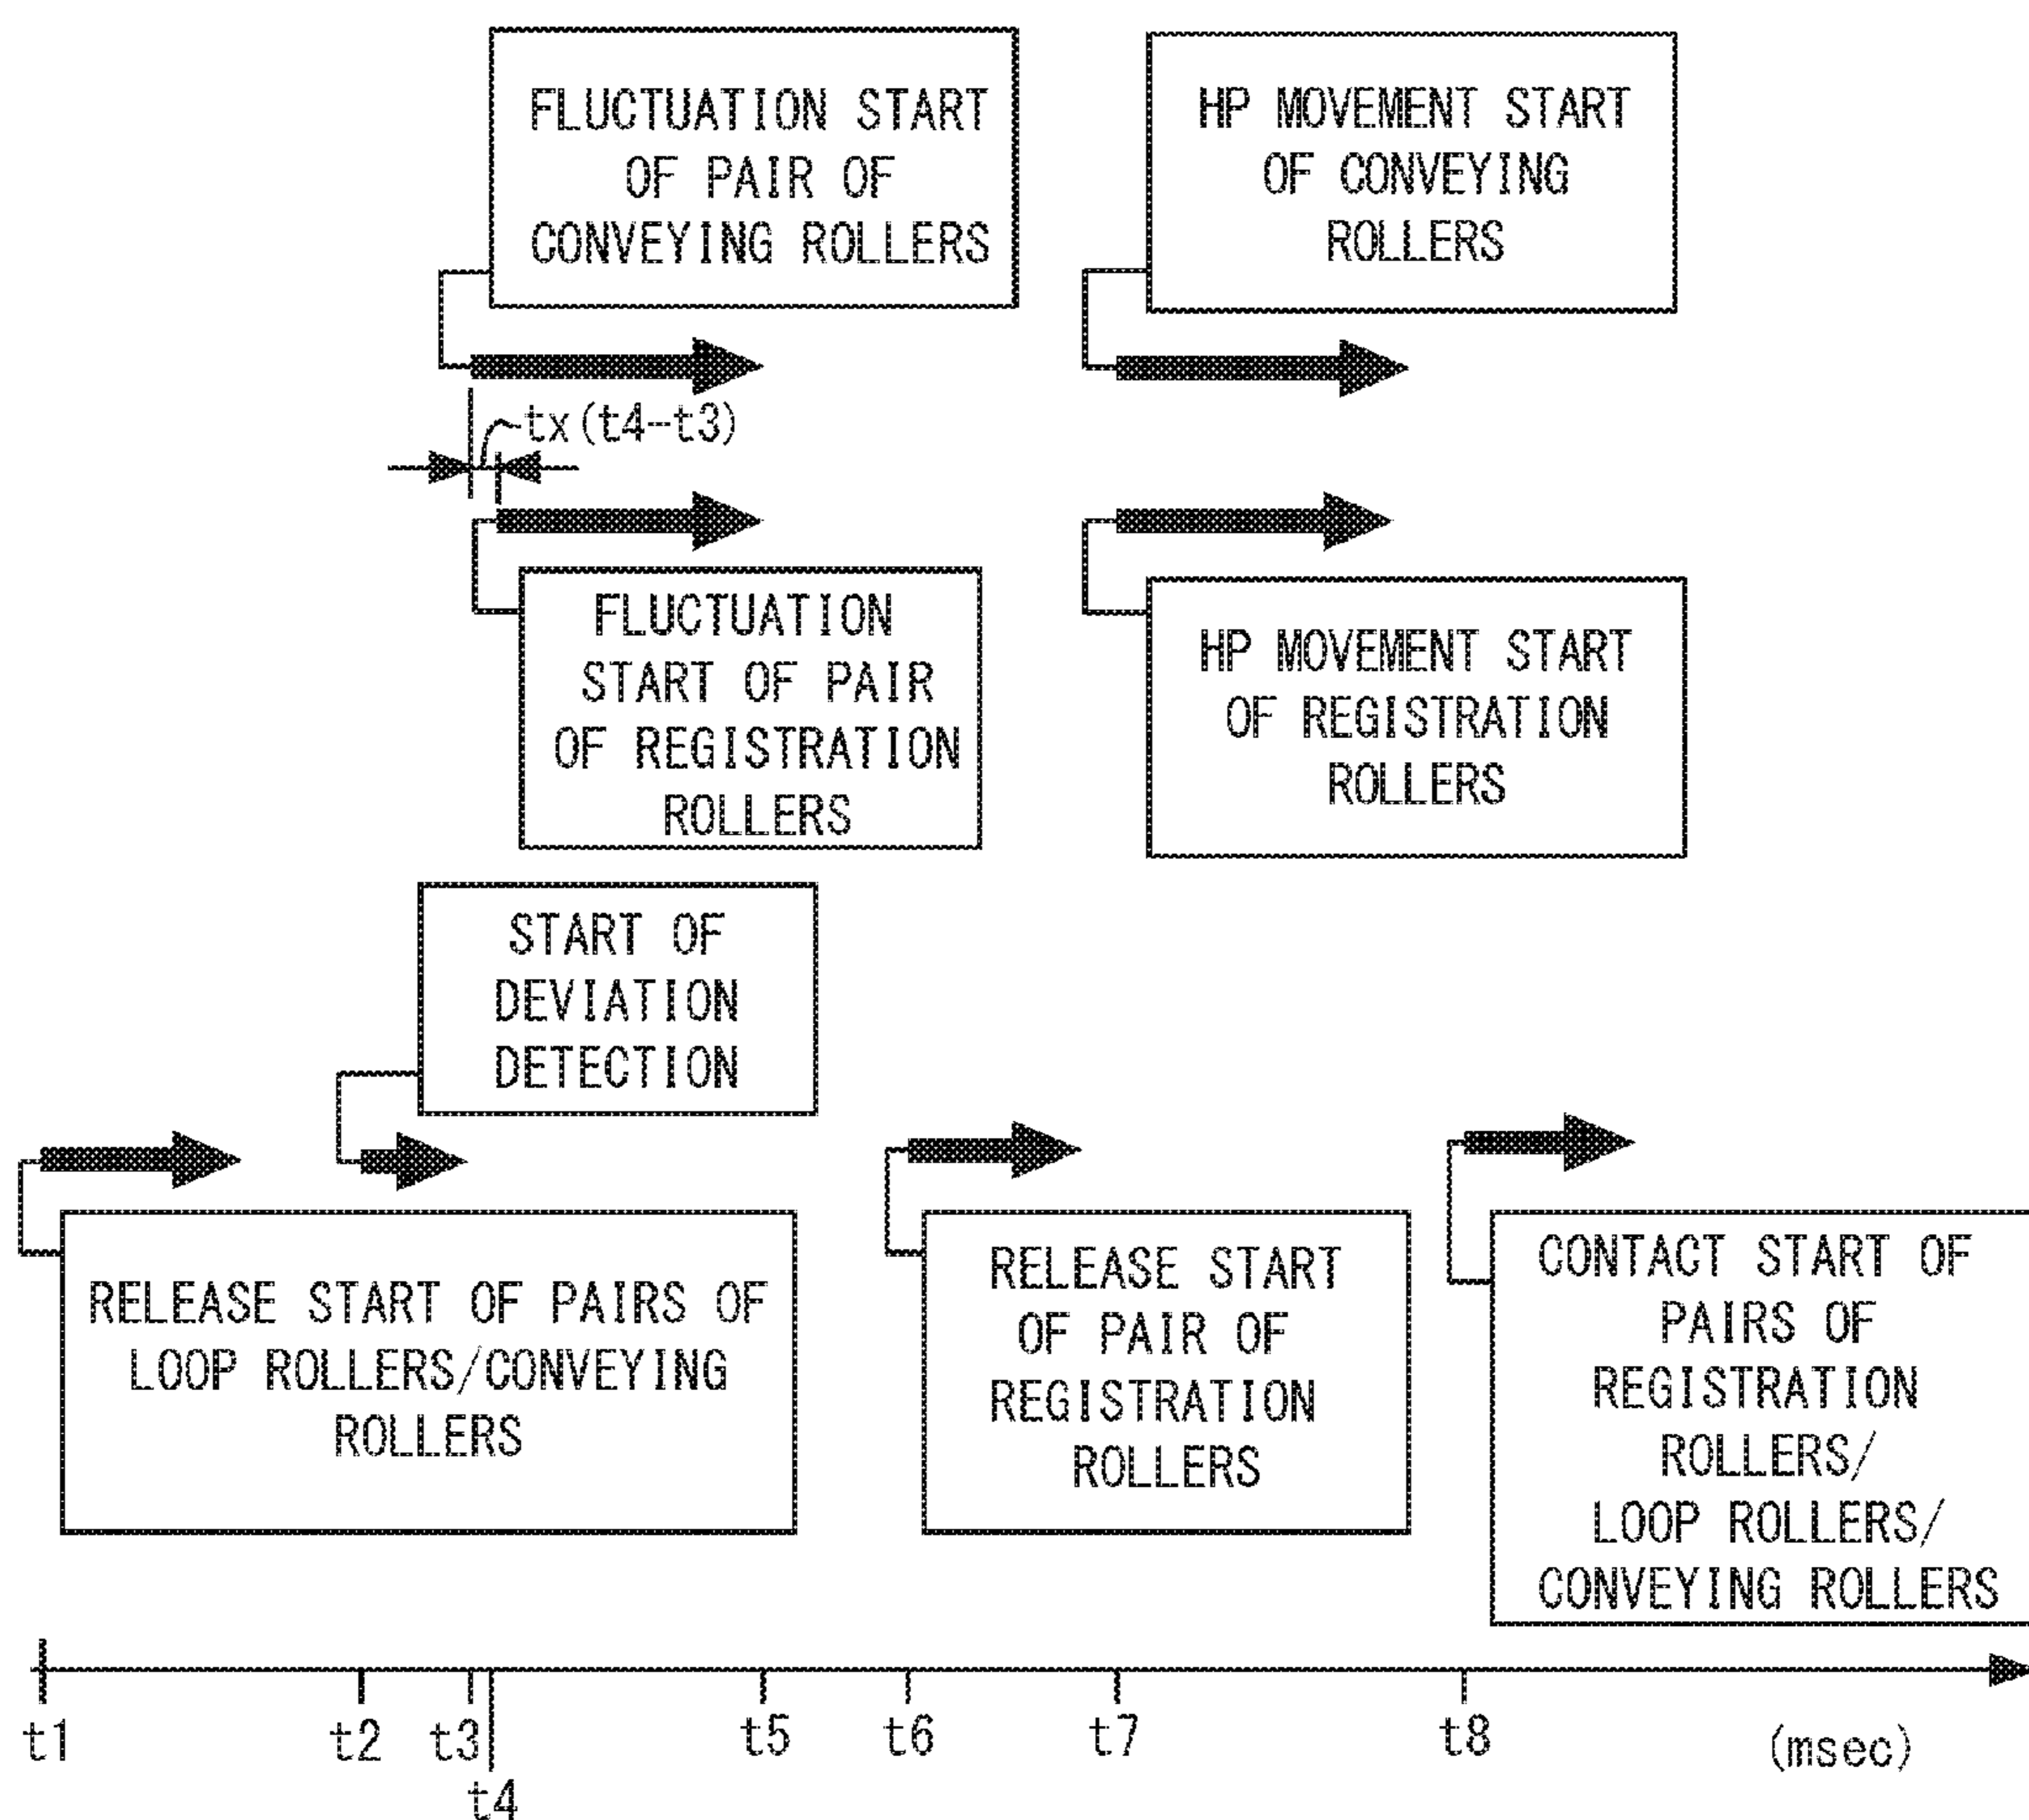 FLUCTUATION START
OF PAIR OF
CONVEYING ROLLERS
HP MOVEMENT START
OF CONVEYING
ROLLERS
tx(t4-t3)
FLUCTUATION
START OF PAIR
OF REGISTRATION
ROLLERS
HP MOVEMENT START
OF REGISTRATION
ROLLERS
START OF
DEVIATION
DETECTION
RELEASE START OF PAIRS OF
LOOP ROLLERS/CONVEYING
ROLLERS
RELEASE START
OF PAIR OF
REGISTRATION
ROLLERS
CONTACT START OF
PAIRS OF
REGISTRATION
ROLLERS/
LOOP ROLLERS/
CONVEYING ROLLERS
t1 t2 t3 t5 t6 t7 t8 (msec)
t4